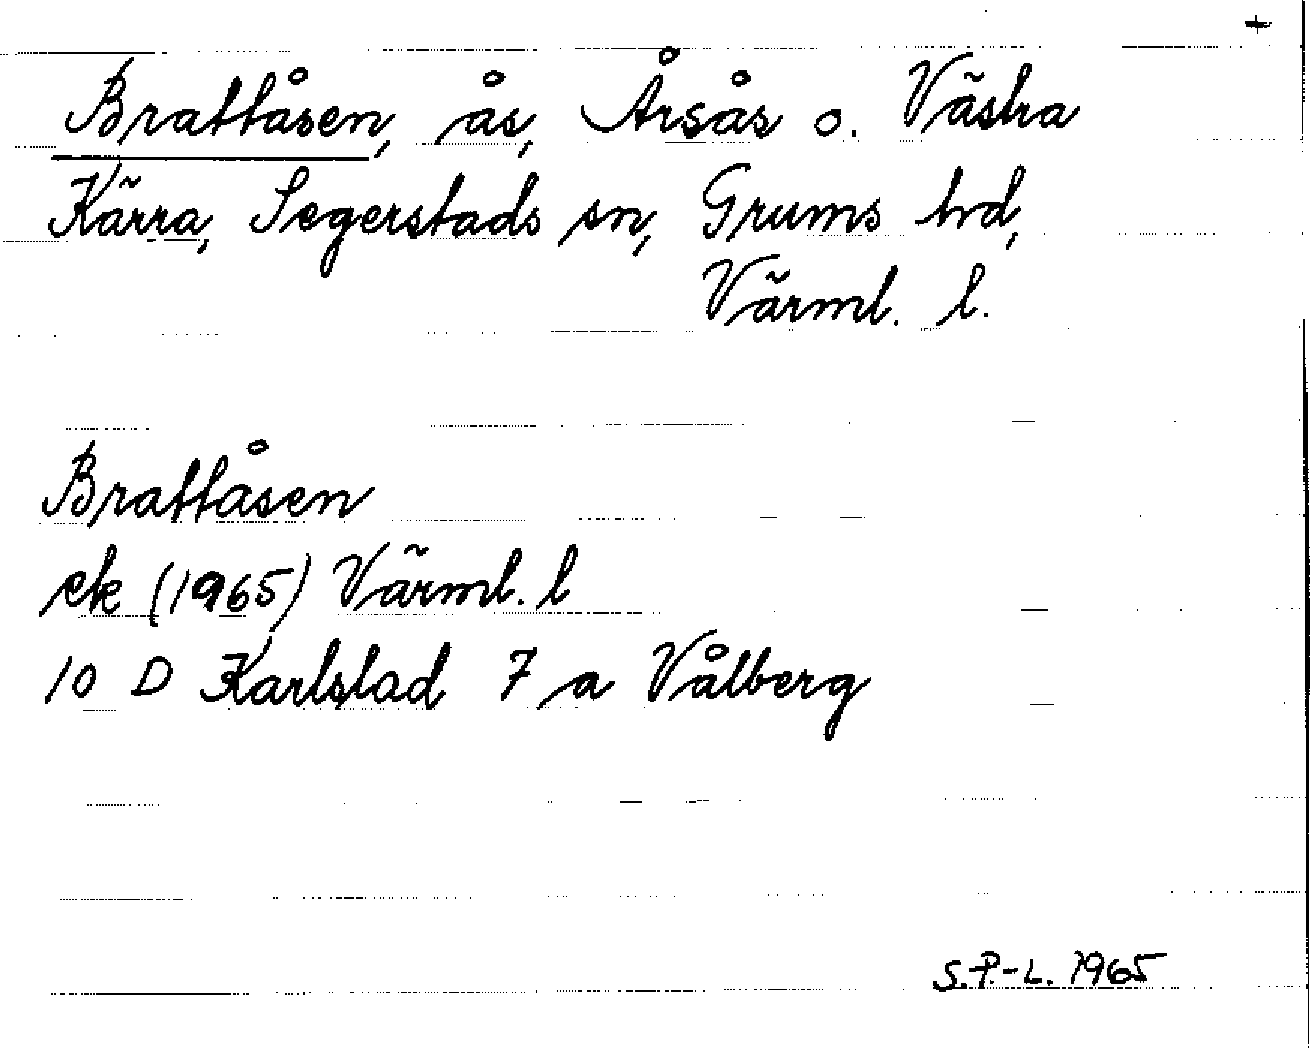 +
Brattåsen, ås, Årsås o. Västra
Kärra, Segerstads sn, Grums hd,
Värml. l.
Brattåsen
ek (1965) Värml. l
10 D Karlstad 7 a Vålberg
S.P.-L. 1965